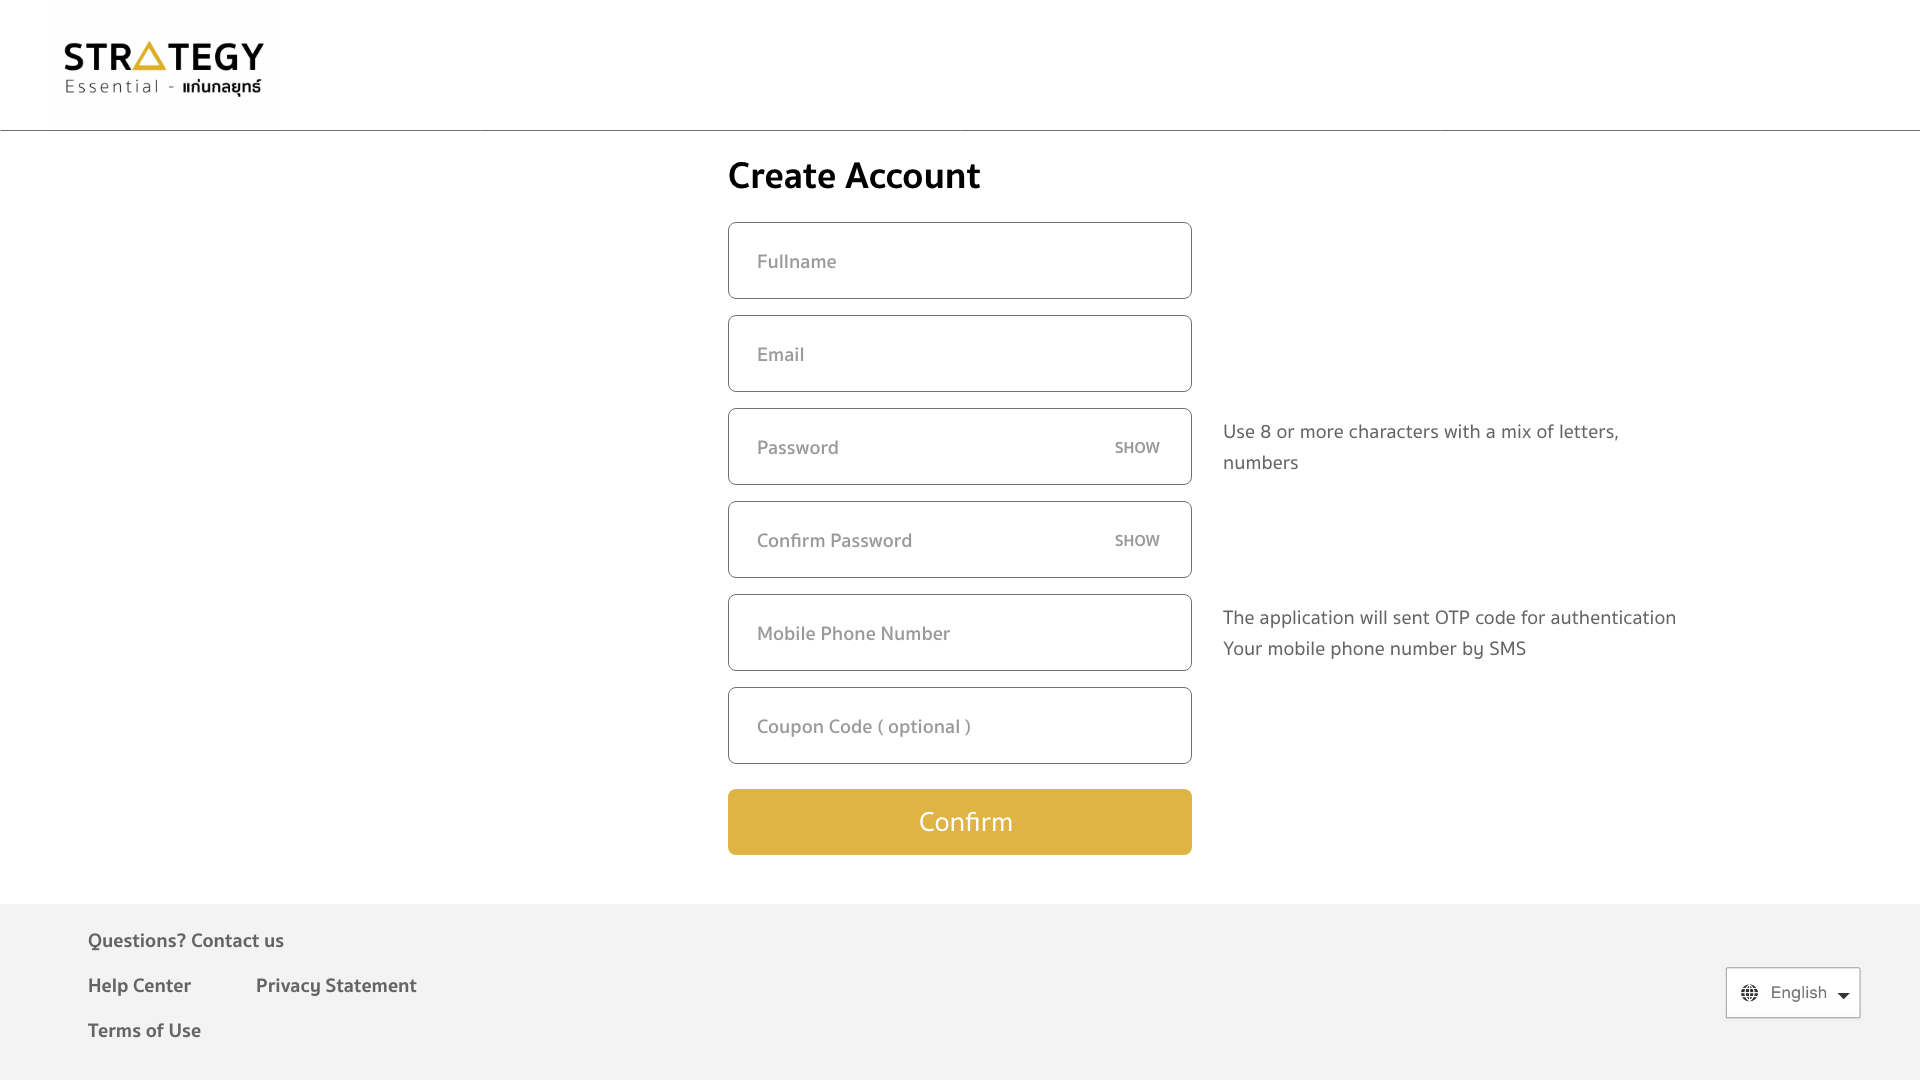 STRATEGY
Essential - แก่นกลยุทธ์
Create Account
Fullname
Email
Password SHOW
Use 8 or more characters with a mix of letters,
numbers
Confirm Password SHOW
Mobile Phone Number
The application will sent OTP code for authentication
Your mobile phone number by SMS
Coupon Code ( optional )
Confirm
Questions? Contact us
Help Center Privacy Statement
Terms of Use
English